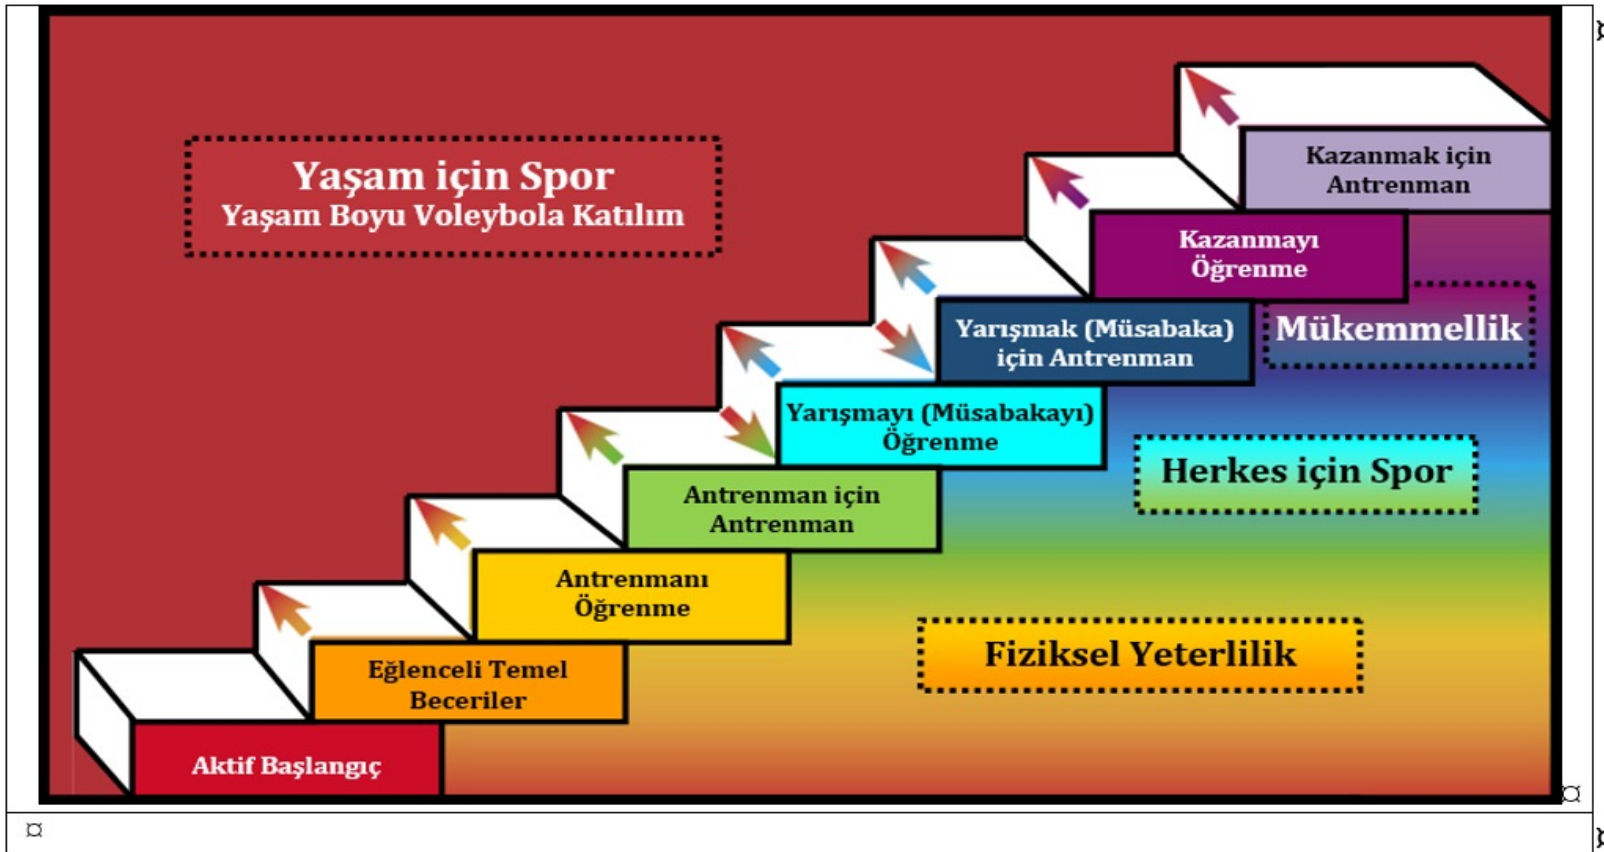 Yaşam için Spor
Yaşam Boyu Voleybola Katılım
Kazanmak için
Antrenman
Kazanmayı
Öğrenme
Mükemmellik
Yarışmak (Müsabaka)
için Antrenman
Yarışmayı (Müsabakayı)
Öğrenme
Herkes için Spor
Antrenman için
Antrenman
Antrenmanı
Öğrenme
Fiziksel Yeterlilik
Eğlenceli Temel
Beceriler
Aktif Başlangıç